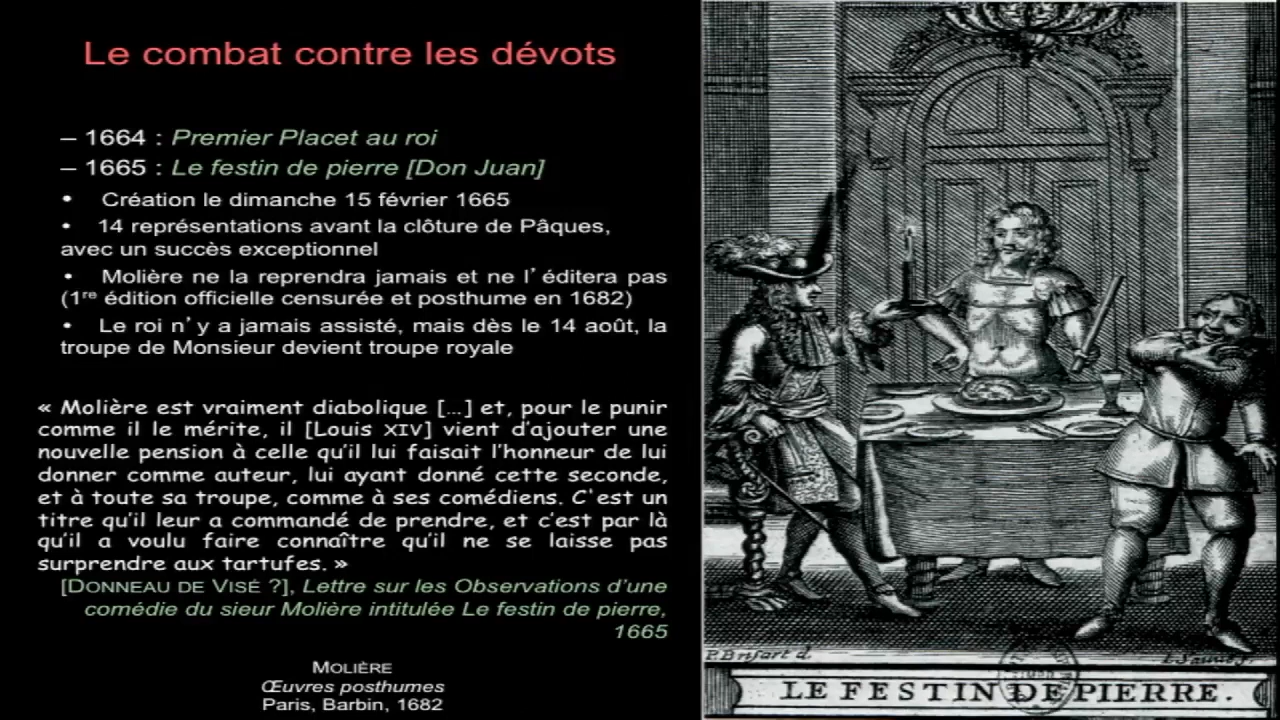 Le combat contre les dévots
– 1664 : Premier Placet au roi
– 1665 : Le festin de pierre [Don Juan]
• Création le dimanche 15 février 1665
• 14 représentations avant la clôture de Pâques,
avec un succès exceptionnel
• Molière ne la reprendra jamais et ne l’éditera pas
(1re édition officielle censurée et posthume en 1682)
• Le roi n’y a jamais assisté, mais dès le 14 août, la
troupe de Monsieur devient troupe royale
« Molière est vraiment diabolique […] et, pour le punir
comme il le mérite, il [Louis XIV] vient d’ajouter une
nouvelle pension à celle qu’il lui faisait l’honneur de lui
donner comme auteur, lui ayant donné cette seconde,
et à toute sa troupe, comme à ses comédiens. C'est un
titre qu’il leur a commandé de prendre, et c’est par là
qu’il a voulu faire connaître qu’il ne se laisse pas
surprendre aux tartufes. »
[DONNEAU DE VISÉ ?], Lettre sur les Observations d’une
comédie du sieur Molière intitulée Le festin de pierre,
1665
MOLIÈRE
Œuvres posthumes
Paris, Barbin, 1682
P. Brisart d.
LE FESTIN DE PIERRE.